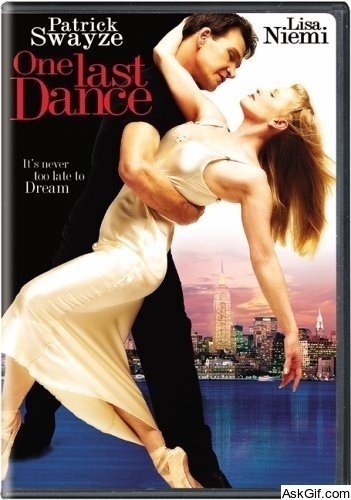 Patrick
Swayze
Lisa
Niemi
One last
Dance
It's never
too late to
Dream
AskGif.com